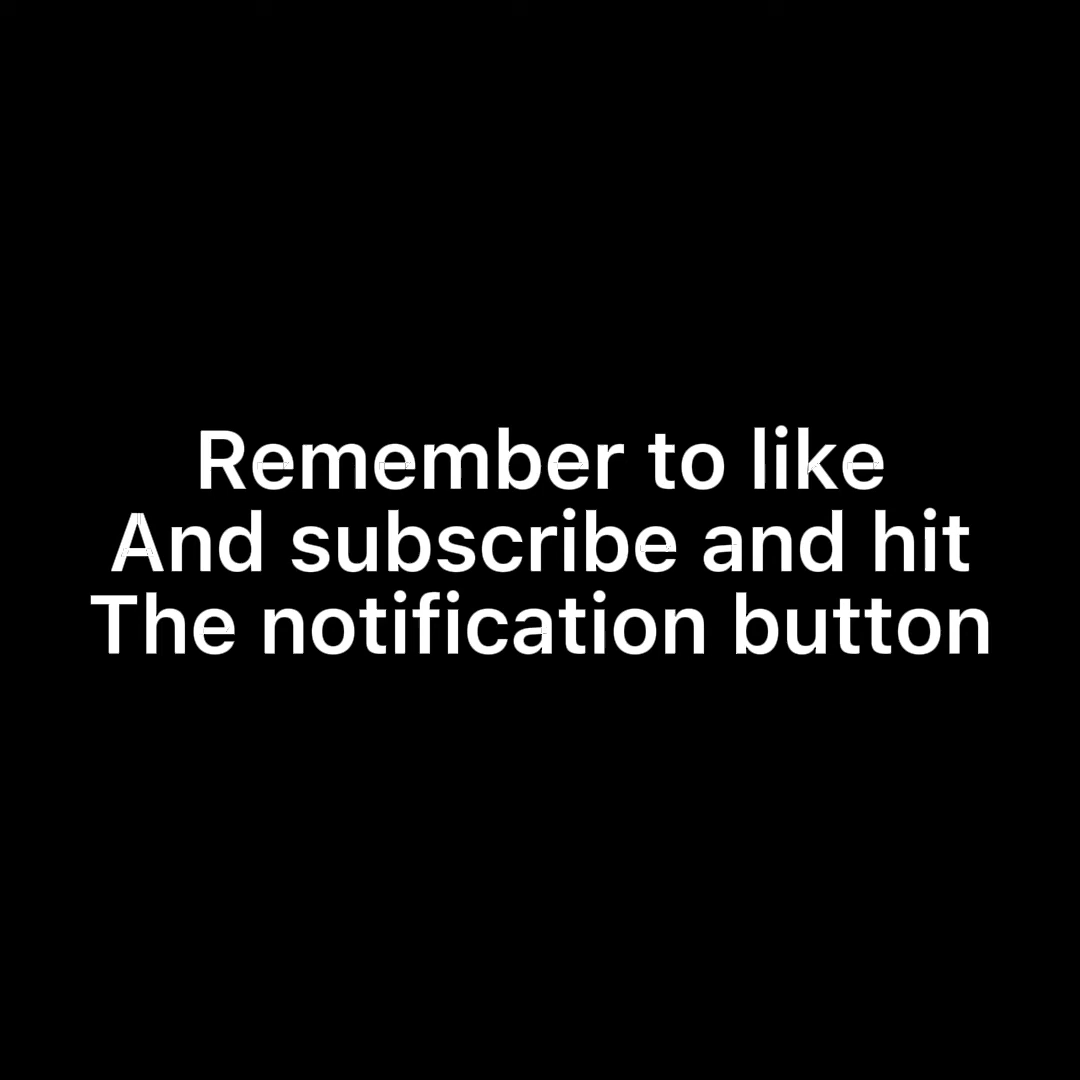 Remember to like
And subscribe and hit
The notification button